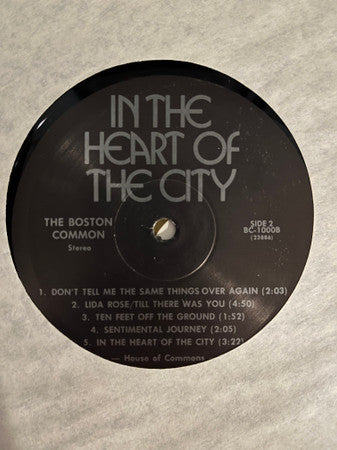 IN THE
HEART OF
THE CITY
THE BOSTON
COMMON
Stereo
SIDE 2
BC-1000B
(23886)
1. DON'T TELL ME THE SAME THINGS OVER AGAIN (2:03)
2. LIDA ROSE/TILL THERE WAS YOU (4:50)
3. TEN FEET OFF THE GROUND (1:52)
4. SENTIMENTAL JOURNEY (2:05)
5. IN THE HEART OF THE CITY (3:22)
— House of Commons